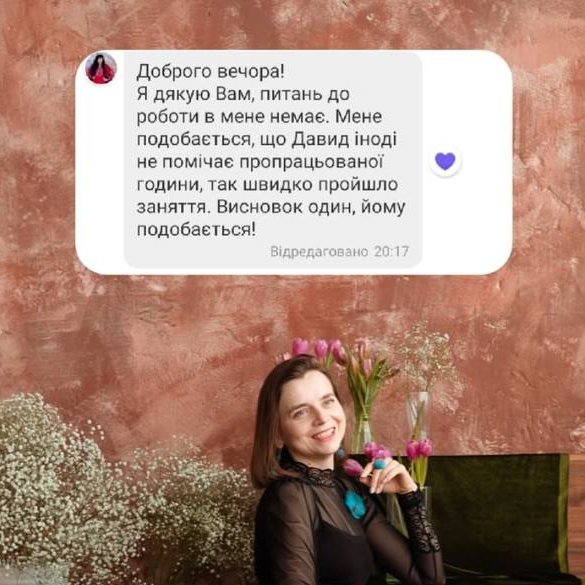 Доброго вечора!
Я дякую Вам, питань до
роботи в мене немає. Мене
подобається, що Давид іноді
не помічає пропрацьованої
години, так швидко пройшло
заняття. Висновок один, йому
подобається!
Відредаговано 20:17